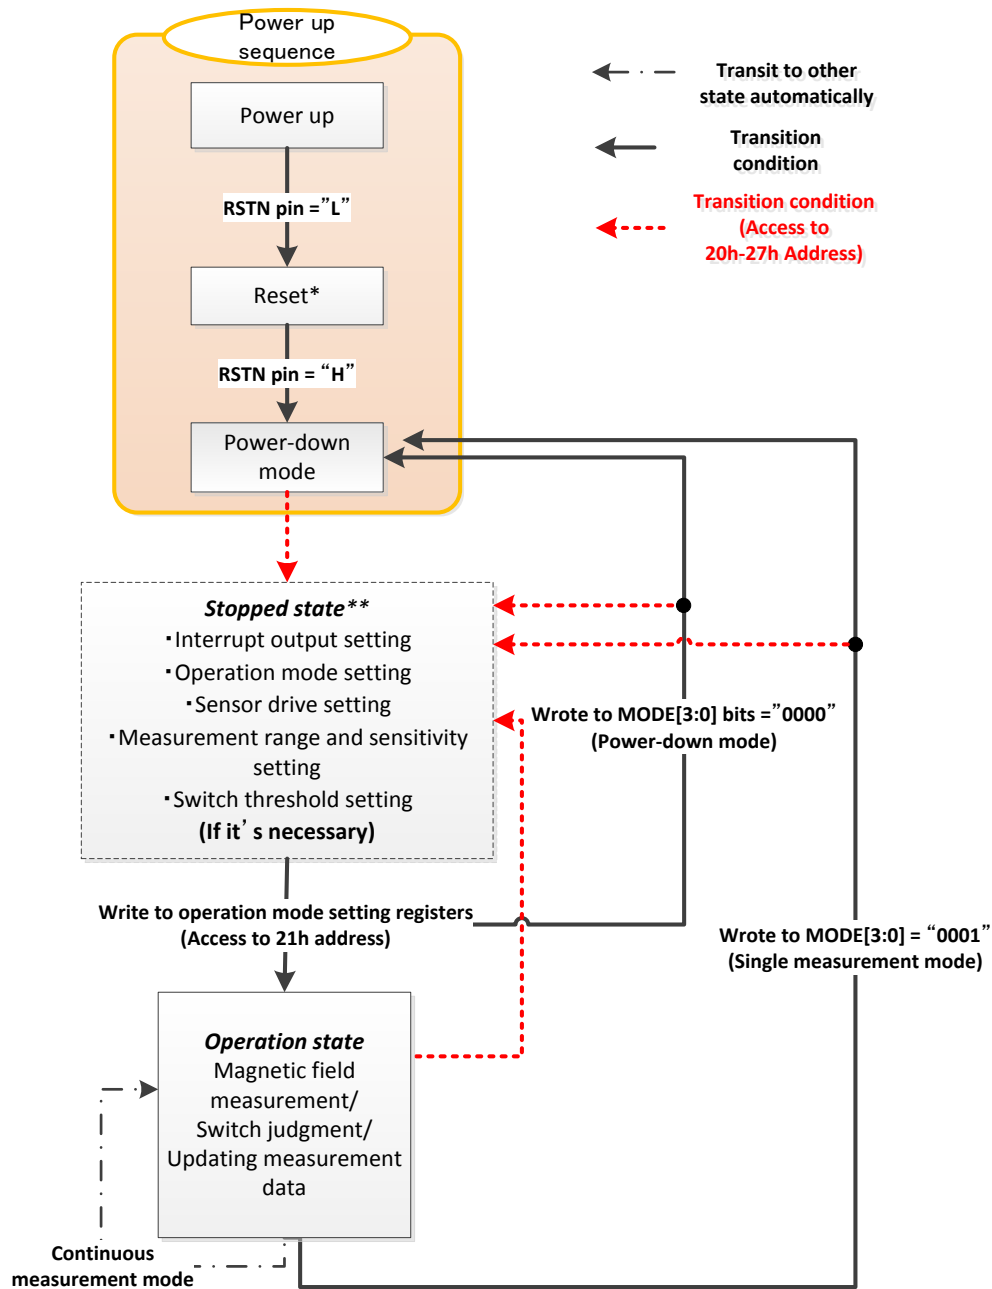 Power up
sequence
Power up
RSTN pin =”L”
Reset*
RSTN pin = “H”
Power-down
mode
Transit to other
state automatically
Transition
condition
Transition condition
(Access to
20h-27h Address)
Stopped state**
・Interrupt output setting
・Operation mode setting
・Sensor drive setting
・Measurement range and sensitivity
setting
・Switch threshold setting
(If it’s necessary)
Wrote to MODE[3:0] bits =”0000”
(Power-down mode)
Write to operation mode setting registers
(Access to 21h address)
Wrote to MODE[3:0] = “0001”
(Single measurement mode)
Operation state
Magnetic field
measurement/
Switch judgment/
Updating measurement
data
Continuous
measurement mode